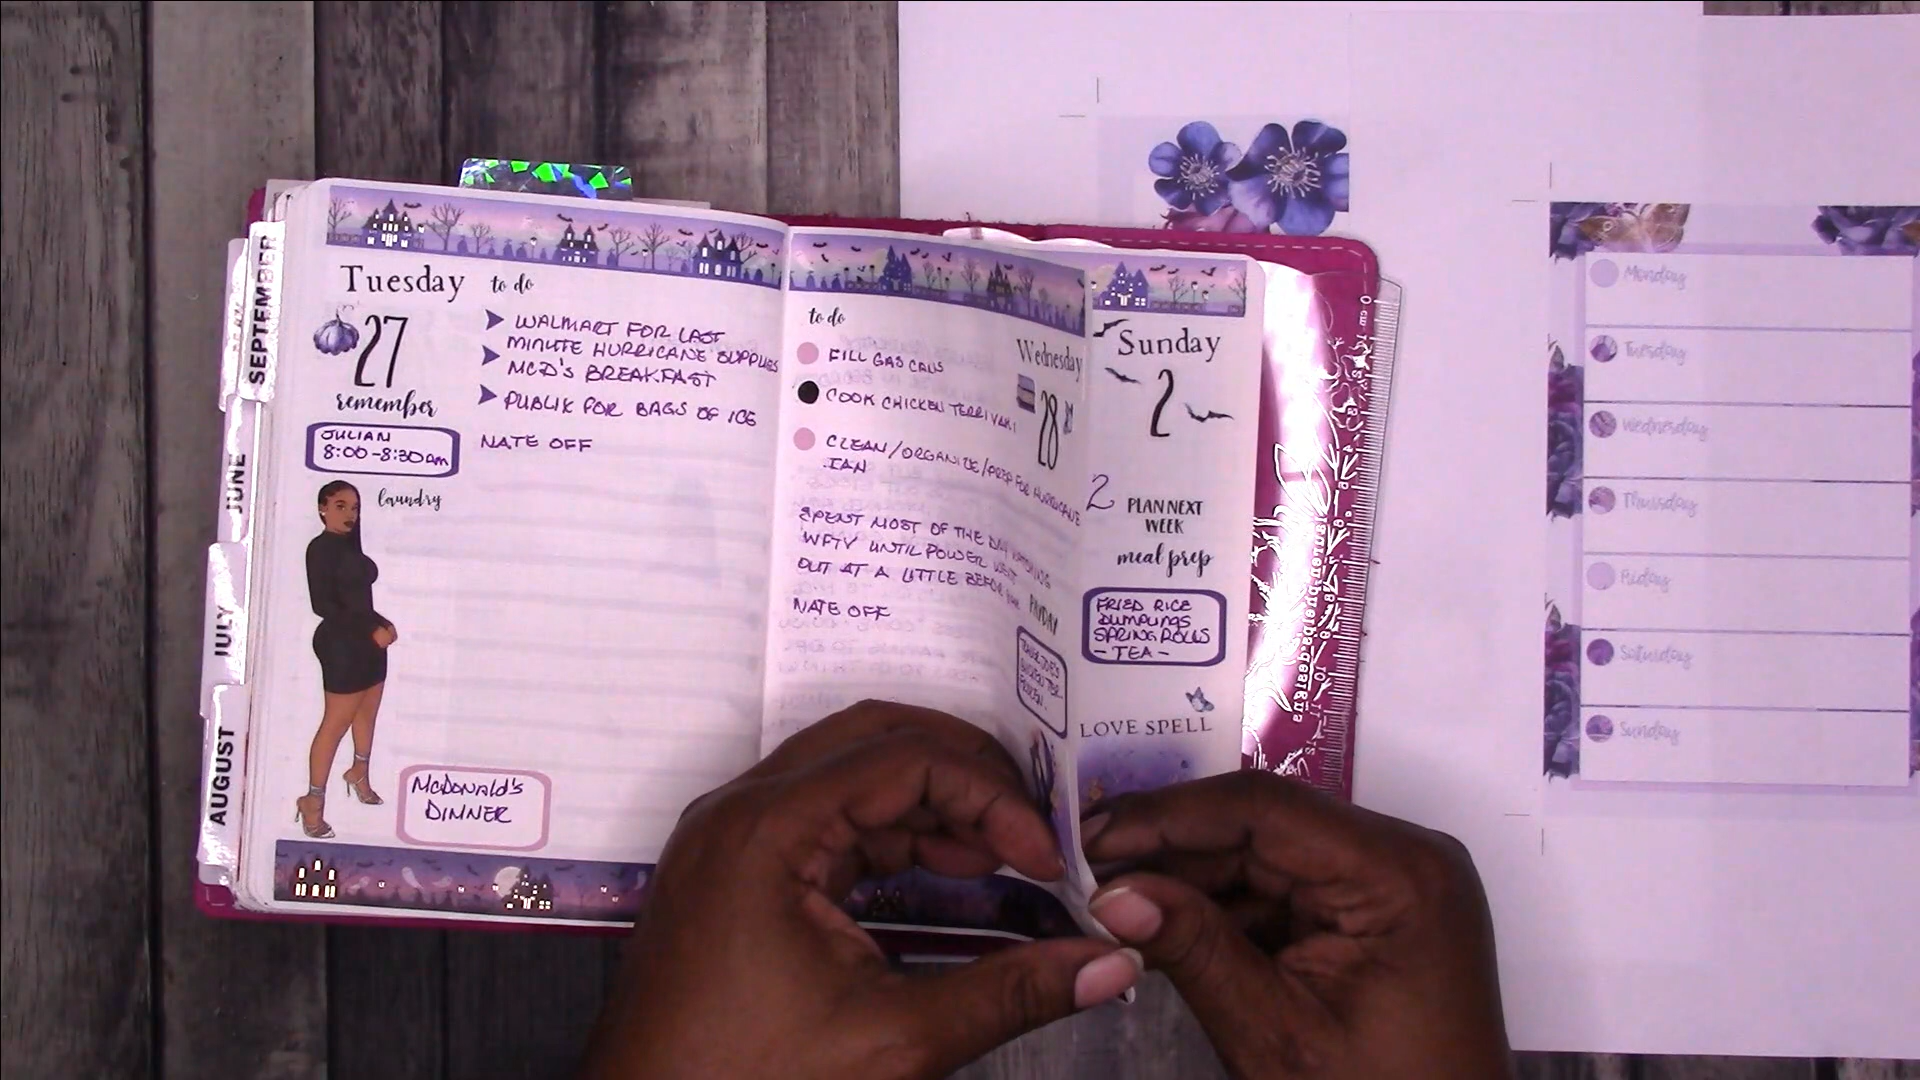 SEPTEMBER
JUNE
JULY
AUGUST
Tuesday
to do
27
WALMART FOR LAST
MINUTE HURRICANE SUPPLIES
MCD'S BREAKFAST
PUBLIX FOR BAGS OF ICE
NATE OFF
remember
JULIAN
8:00-8:30am
laundry
McDonald's
DINNER
to do
Wednesday
28
FILL GAS CANS
COOK CHICKEN TERRIYAKI
CLEAN/ORGANIZE/PREP FOR HURRICANE
IAN
SPENT MOST OF THE DAY WATCHING
WFTV UNTIL POWER WENT
OUT AT A LITTLE BEFORE
NATE OFF
PAYDAY
Sunday
2
2
PLAN NEXT
WEEK
meal prep
FRIED RICE
DUMPLINGS
SPRING ROLLS
- TEA -
LOVE SPELL
Monday
Tuesday
Wednesday
Thursday
Friday
Saturday
Sunday